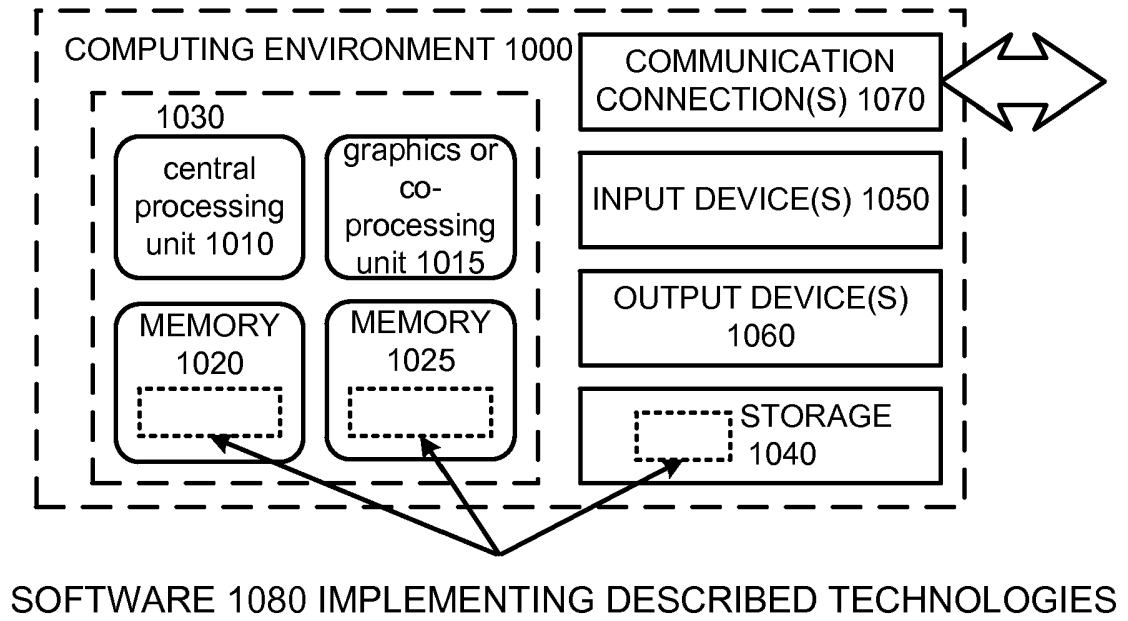 COMPUTING ENVIRONMENT 1000
1030
central
processing
unit 1010
graphics or
co-
processing
unit 1015
MEMORY
1020
MEMORY
1025
COMMUNICATION
CONNECTION(S) 1070
INPUT DEVICE(S) 1050
OUTPUT DEVICE(S)
1060
STORAGE
1040
SOFTWARE 1080 IMPLEMENTING DESCRIBED TECHNOLOGIES